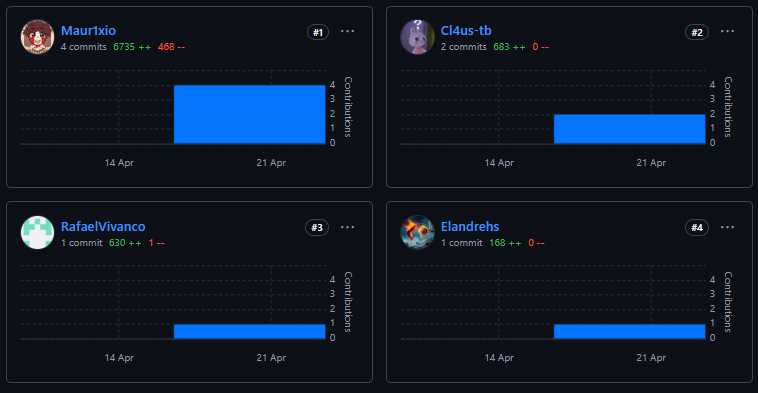 Maur1xio #1
4 commits 6735 ++ 468 --
4
3
2
1
0
Contributions
14 Apr 21 Apr
Cl4us-tb #2
2 commits 683 ++ 0 --
4
3
2
1
0
Contributions
14 Apr 21 Apr
RafaelVivanco #3
1 commit 630 ++ 1 --
4
3
2
1
0
Contributions
14 Apr 21 Apr
Elandrehs #4
1 commit 168 ++ 0 --
4
3
2
1
0
Contributions
14 Apr 21 Apr